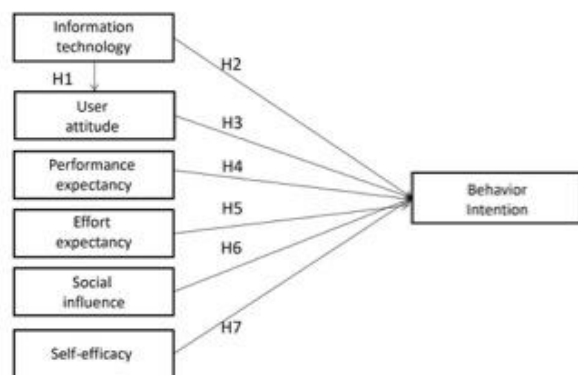 Information
technology
H1
H2
User
attitude
H3
Performance
expectancy
H4
Behavior
Intention
Effort
expectancy
H5
Social
influence
H6
Self-efficacy
H7